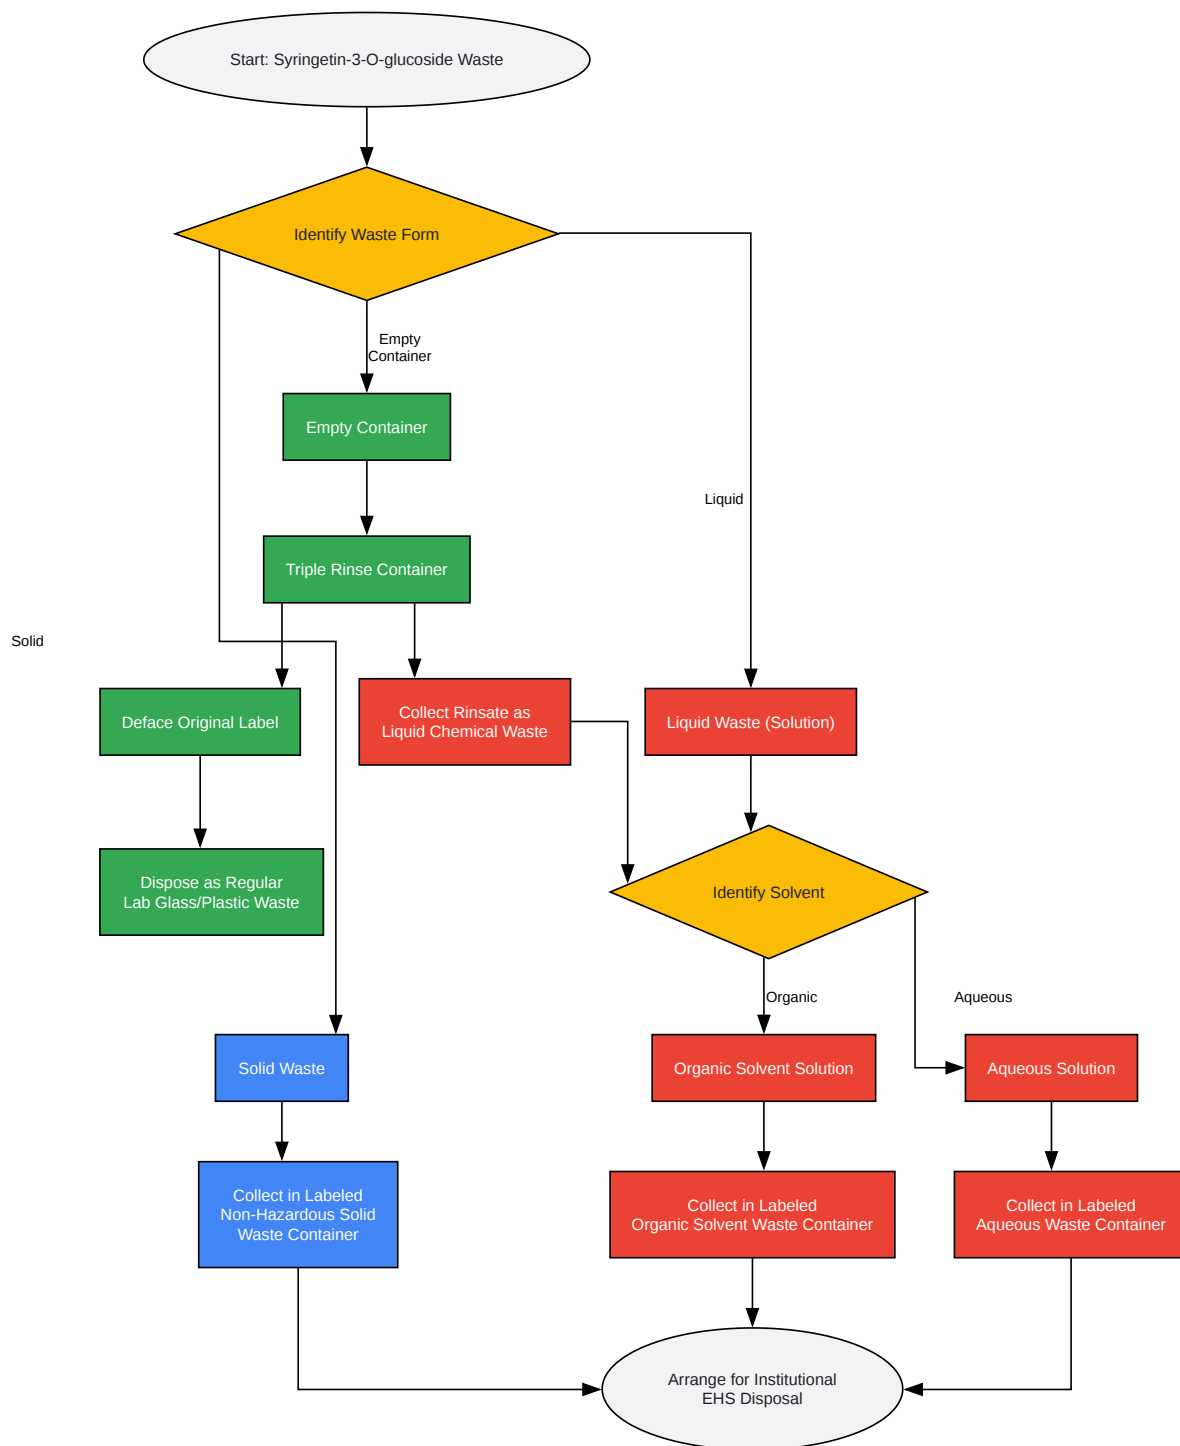 Start: Syringetin-3-O-glucoside Waste
Identify Waste Form
Empty
Container
Empty Container
Liquid
Triple Rinse Container
Solid
Deface Original Label
Collect Rinsate as
Liquid Chemical Waste
Liquid Waste (Solution)
Dispose as Regular
Lab Glass/Plastic Waste
Identify Solvent
Organic
Aqueous
Solid Waste
Organic Solvent Solution
Aqueous Solution
Collect in Labeled
Non-Hazardous Solid
Waste Container
Collect in Labeled
Organic Solvent Waste Container
Collect in Labeled
Aqueous Waste Container
Arrange for Institutional
EHS Disposal